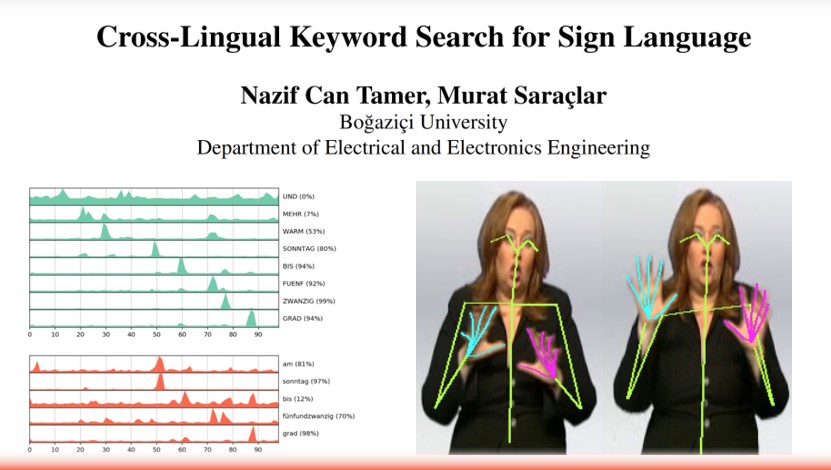 Cross-Lingual Keyword Search for Sign Language
Nazif Can Tamer, Murat Saraçlar
Boğaziçi University
Department of Electrical and Electronics Engineering
UND (0%)
MEHR (7%)
WARM (53%)
SONNTAG (80%)
BIS (94%)
FUENF (92%)
ZWANZIG (99%)
GRAD (94%)
0 10 20 30 40 50 60 70 80 90
am (81%)
sonntag (97%)
bis (12%)
fünfundzwanzig (70%)
grad (98%)
0 10 20 30 40 50 60 70 80 90